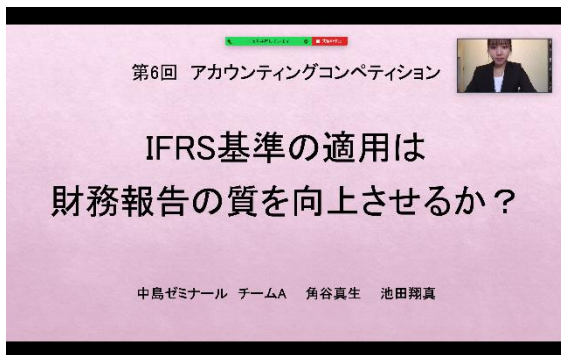 第6回 アカウンティングコンペティション
IFRS基準の適用は
財務報告の質を向上させるか？
中島ゼミナール チームA 角谷真生 池田翔真